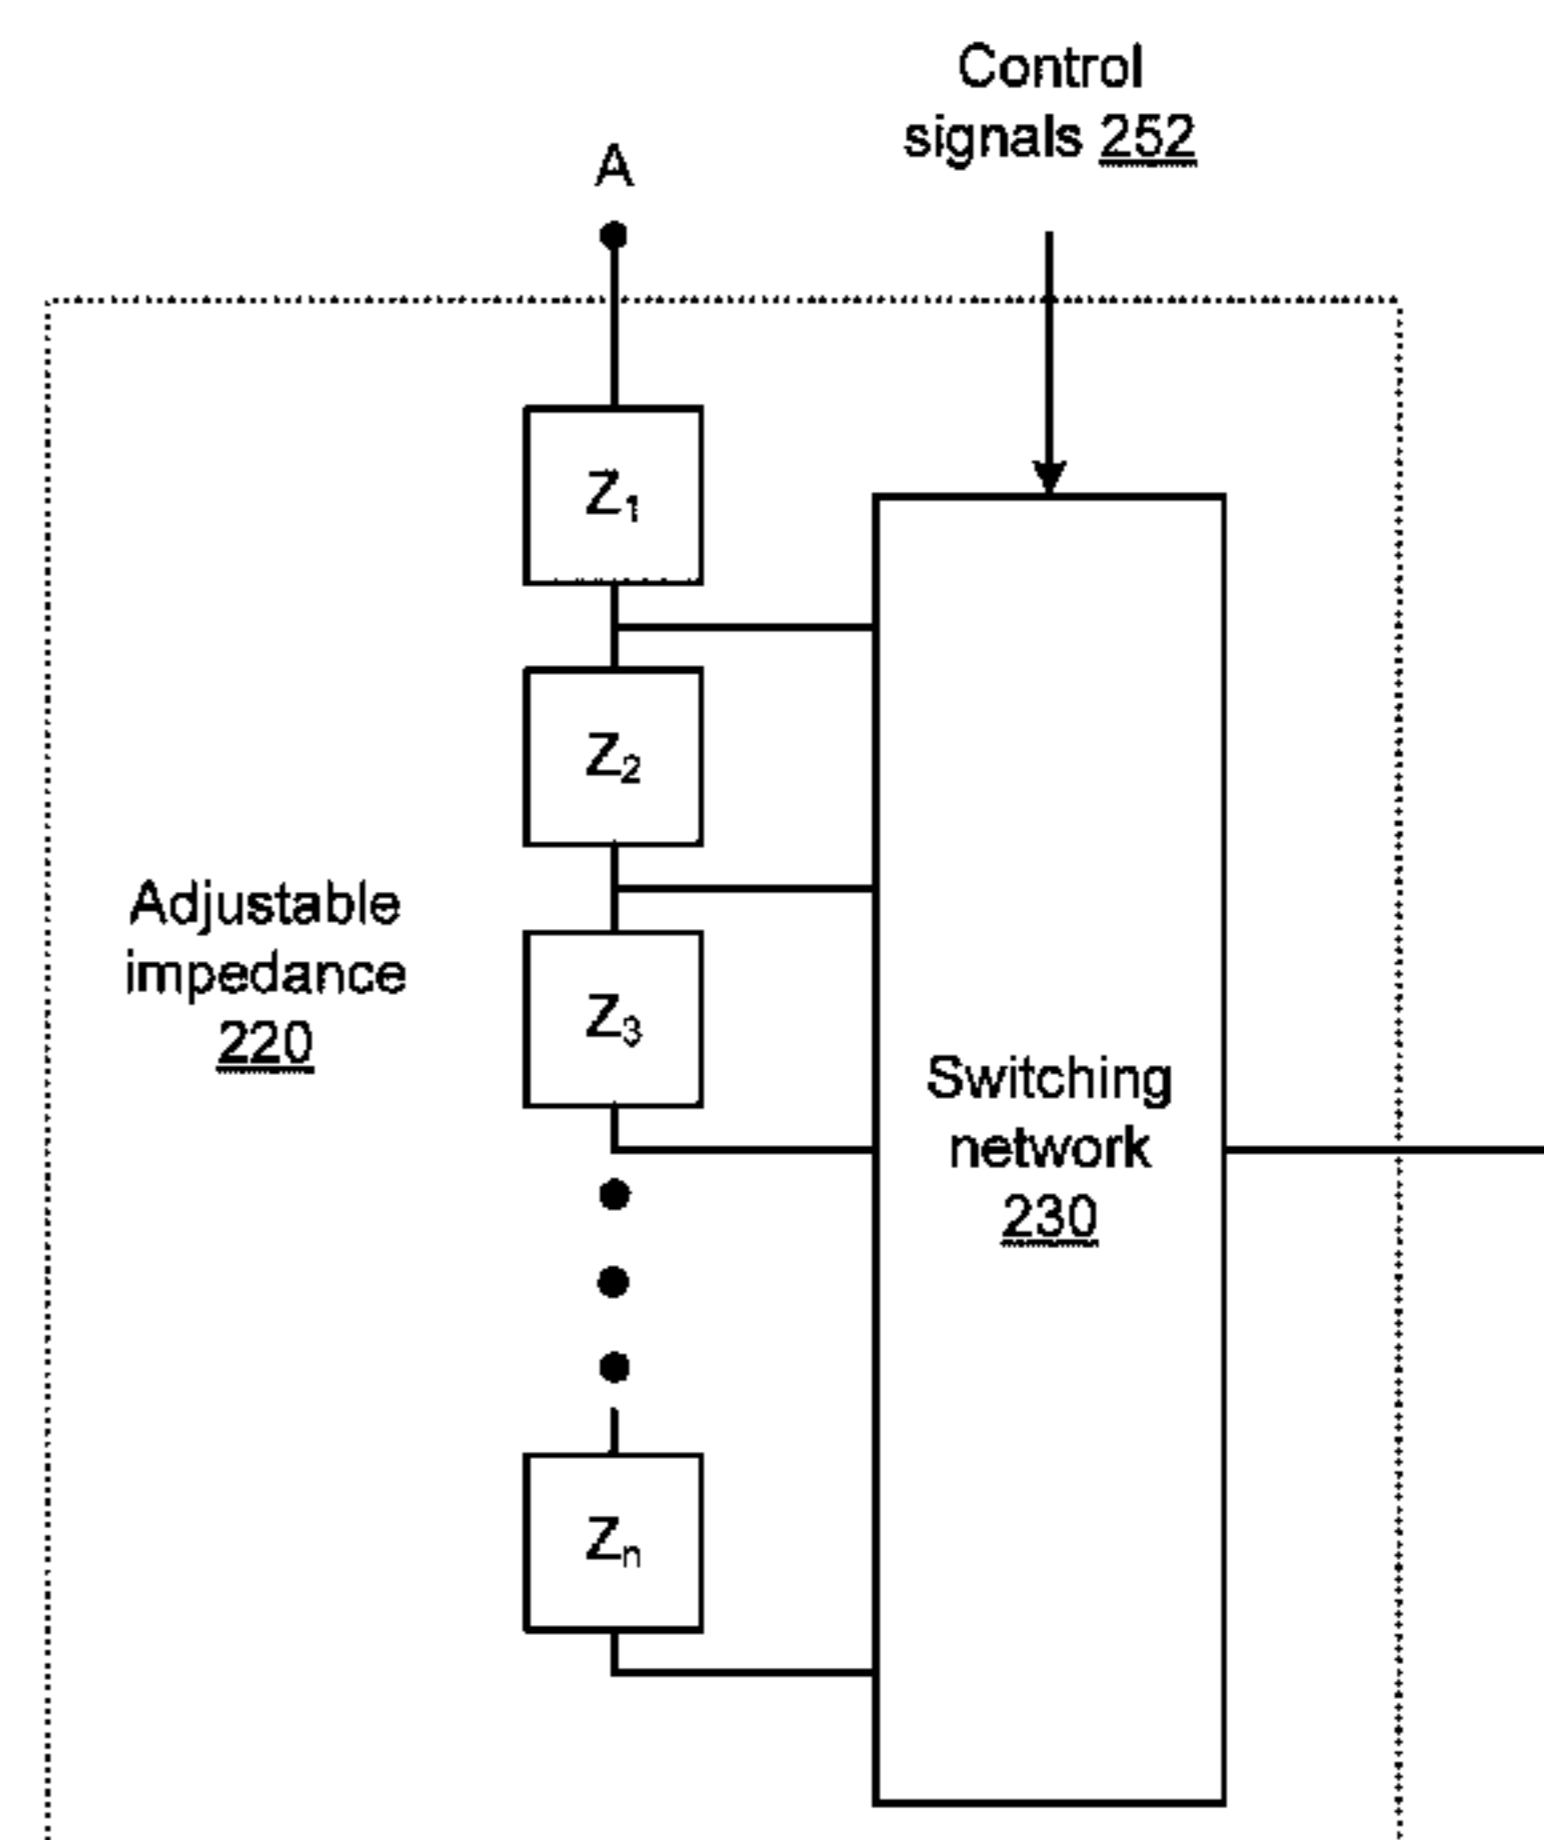 Control
signals 252
A
Z₁
Z₂
Adjustable
impedance
220
Z₃
Switching
network
230
Zₙ